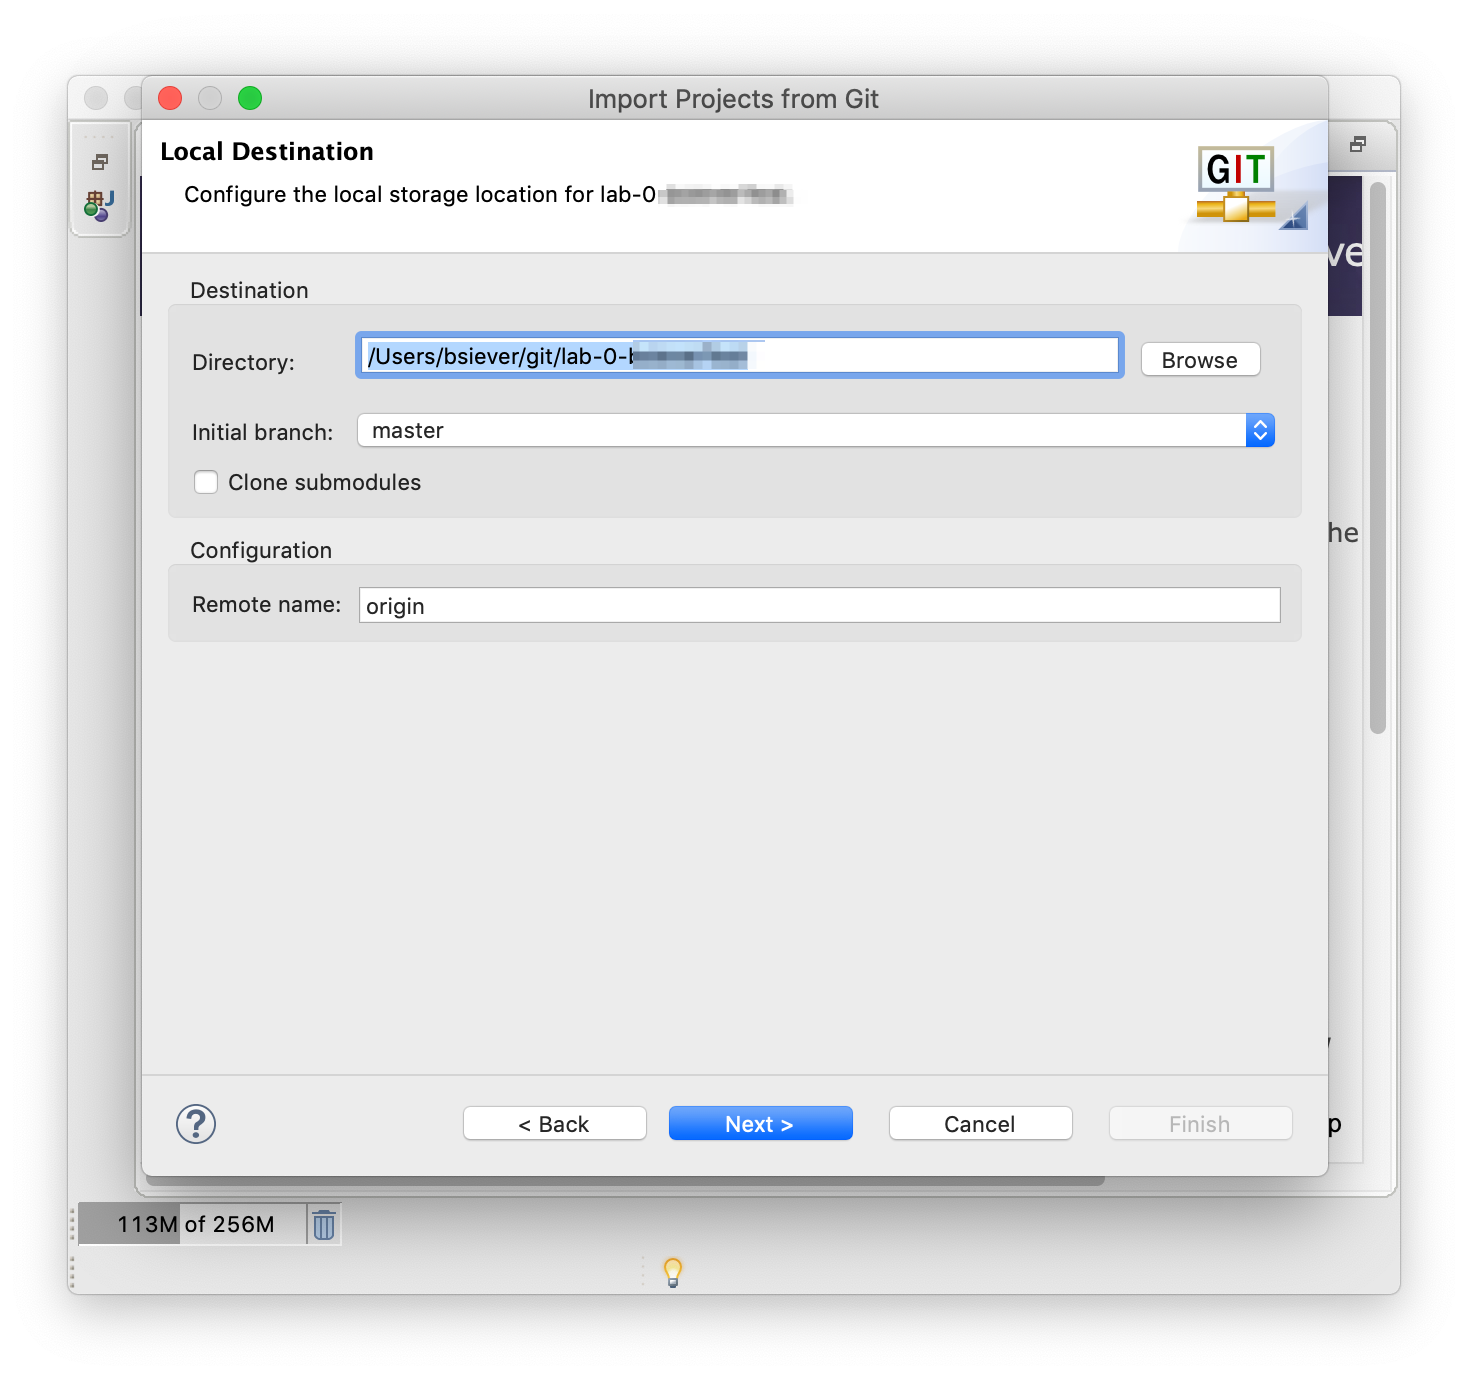 Import Projects from Git
Local Destination
Configure the local storage location for lab-0
GIT
ve
Destination
Directory:
/Users/bsiever/git/lab-0-b
Browse
Initial branch:
master
Clone submodules
he
Configuration
Remote name:
origin
?
< Back
Next >
Cancel
Finish
p
113M of 256M